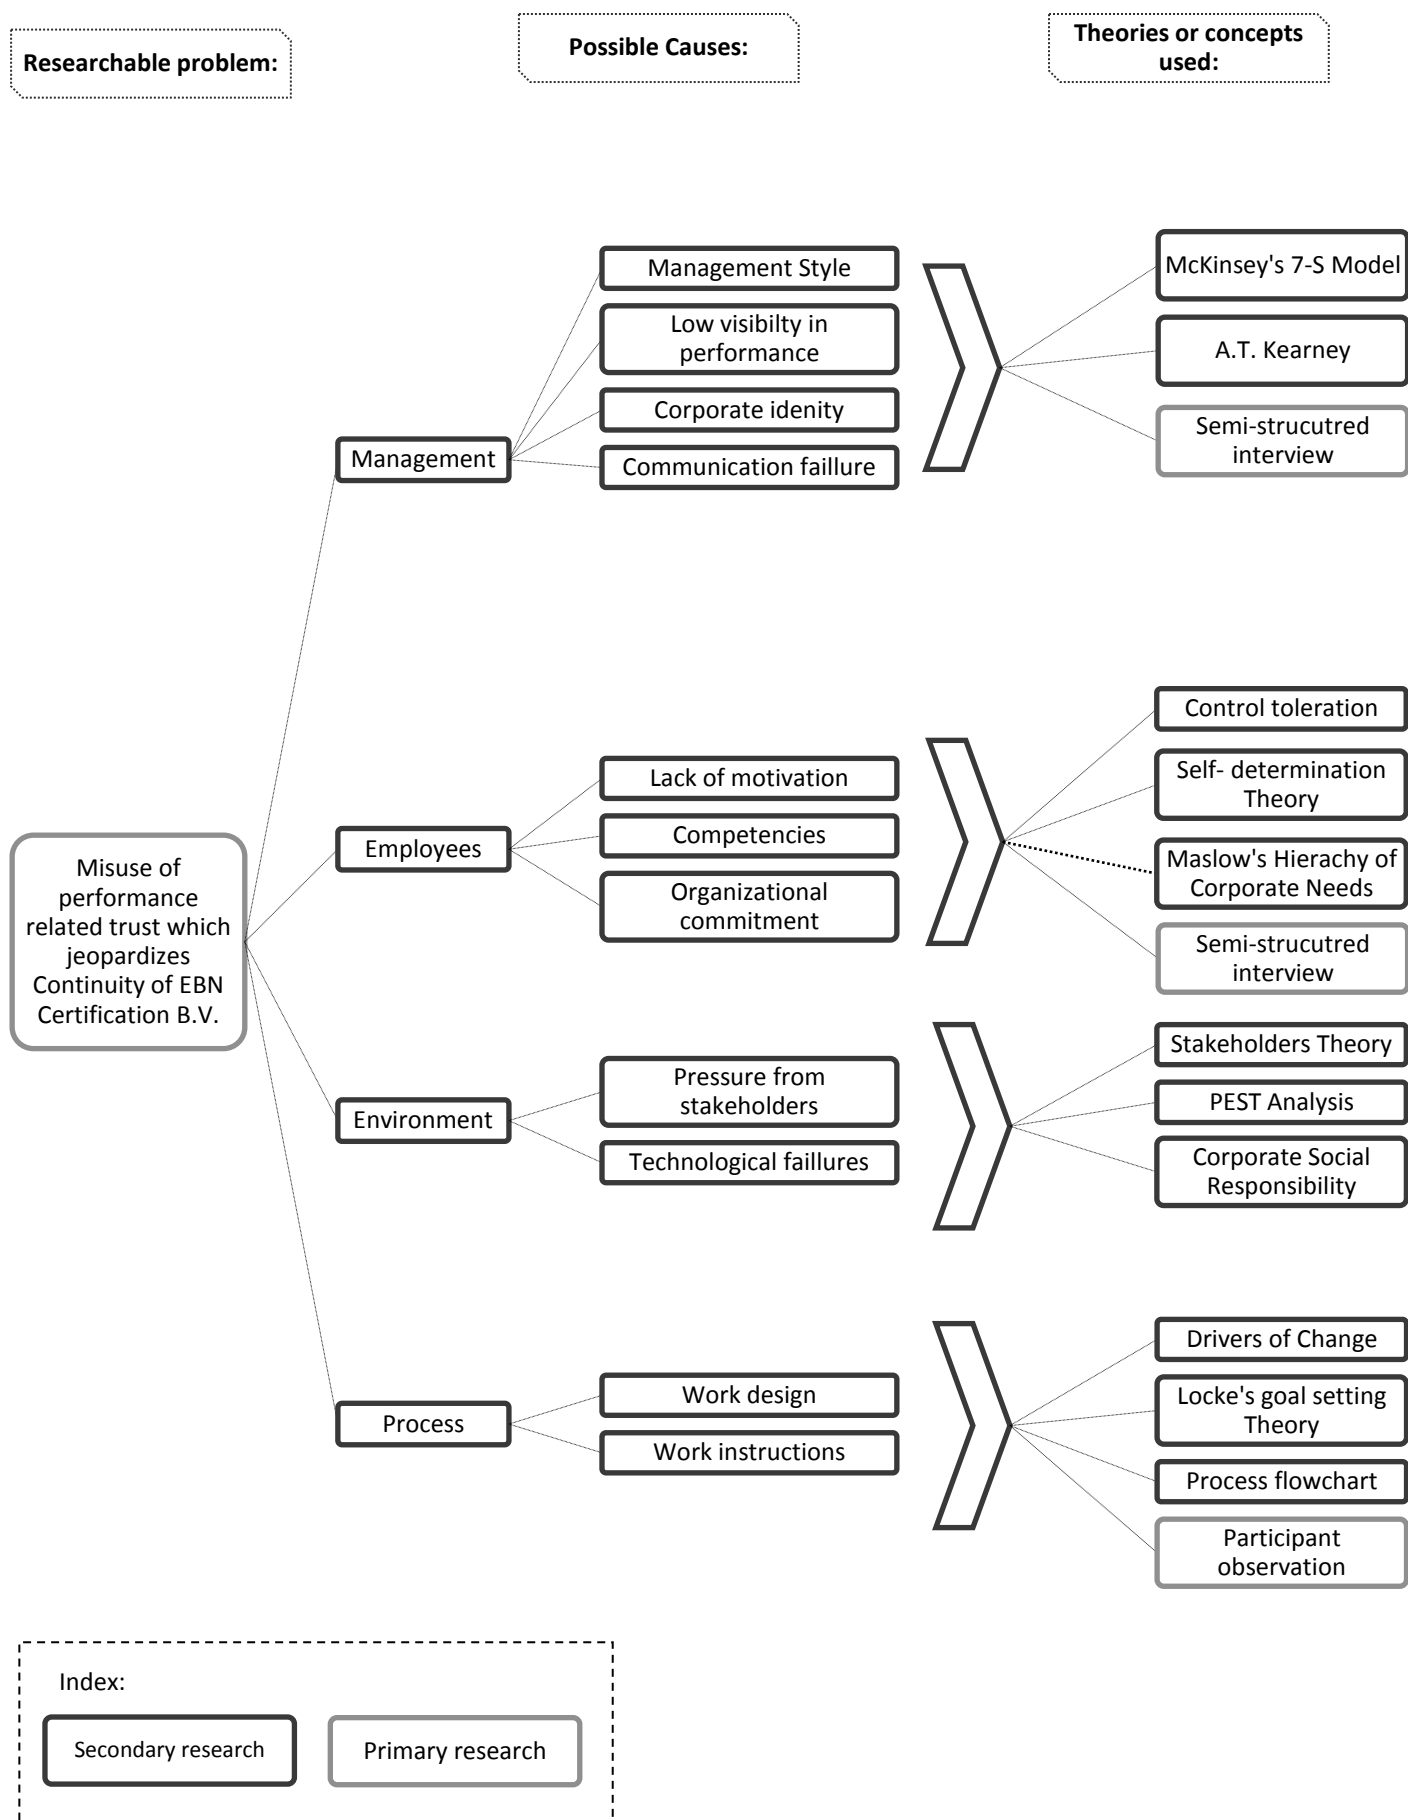 Researchable problem:
Possible Causes:
Theories or concepts
used:
Misuse of
performance
related trust which
jeopardizes
Continuity of EBN
Certification B.V.
Management
Management Style
Low visibilty in
performance
Corporate idenity
Communication faillure
McKinsey's 7-S Model
A.T. Kearney
Semi-strucutred
interview
Employees
Lack of motivation
Competencies
Organizational
commitment
Control toleration
Self- determination
Theory
Maslow's Hierachy of
Corporate Needs
Semi-strucutred
interview
Environment
Pressure from
stakeholders
Technological faillures
Stakeholders Theory
PEST Analysis
Corporate Social
Responsibility
Process
Work design
Work instructions
Drivers of Change
Locke's goal setting
Theory
Process flowchart
Participant
observation
Index:
Secondary research
Primary research